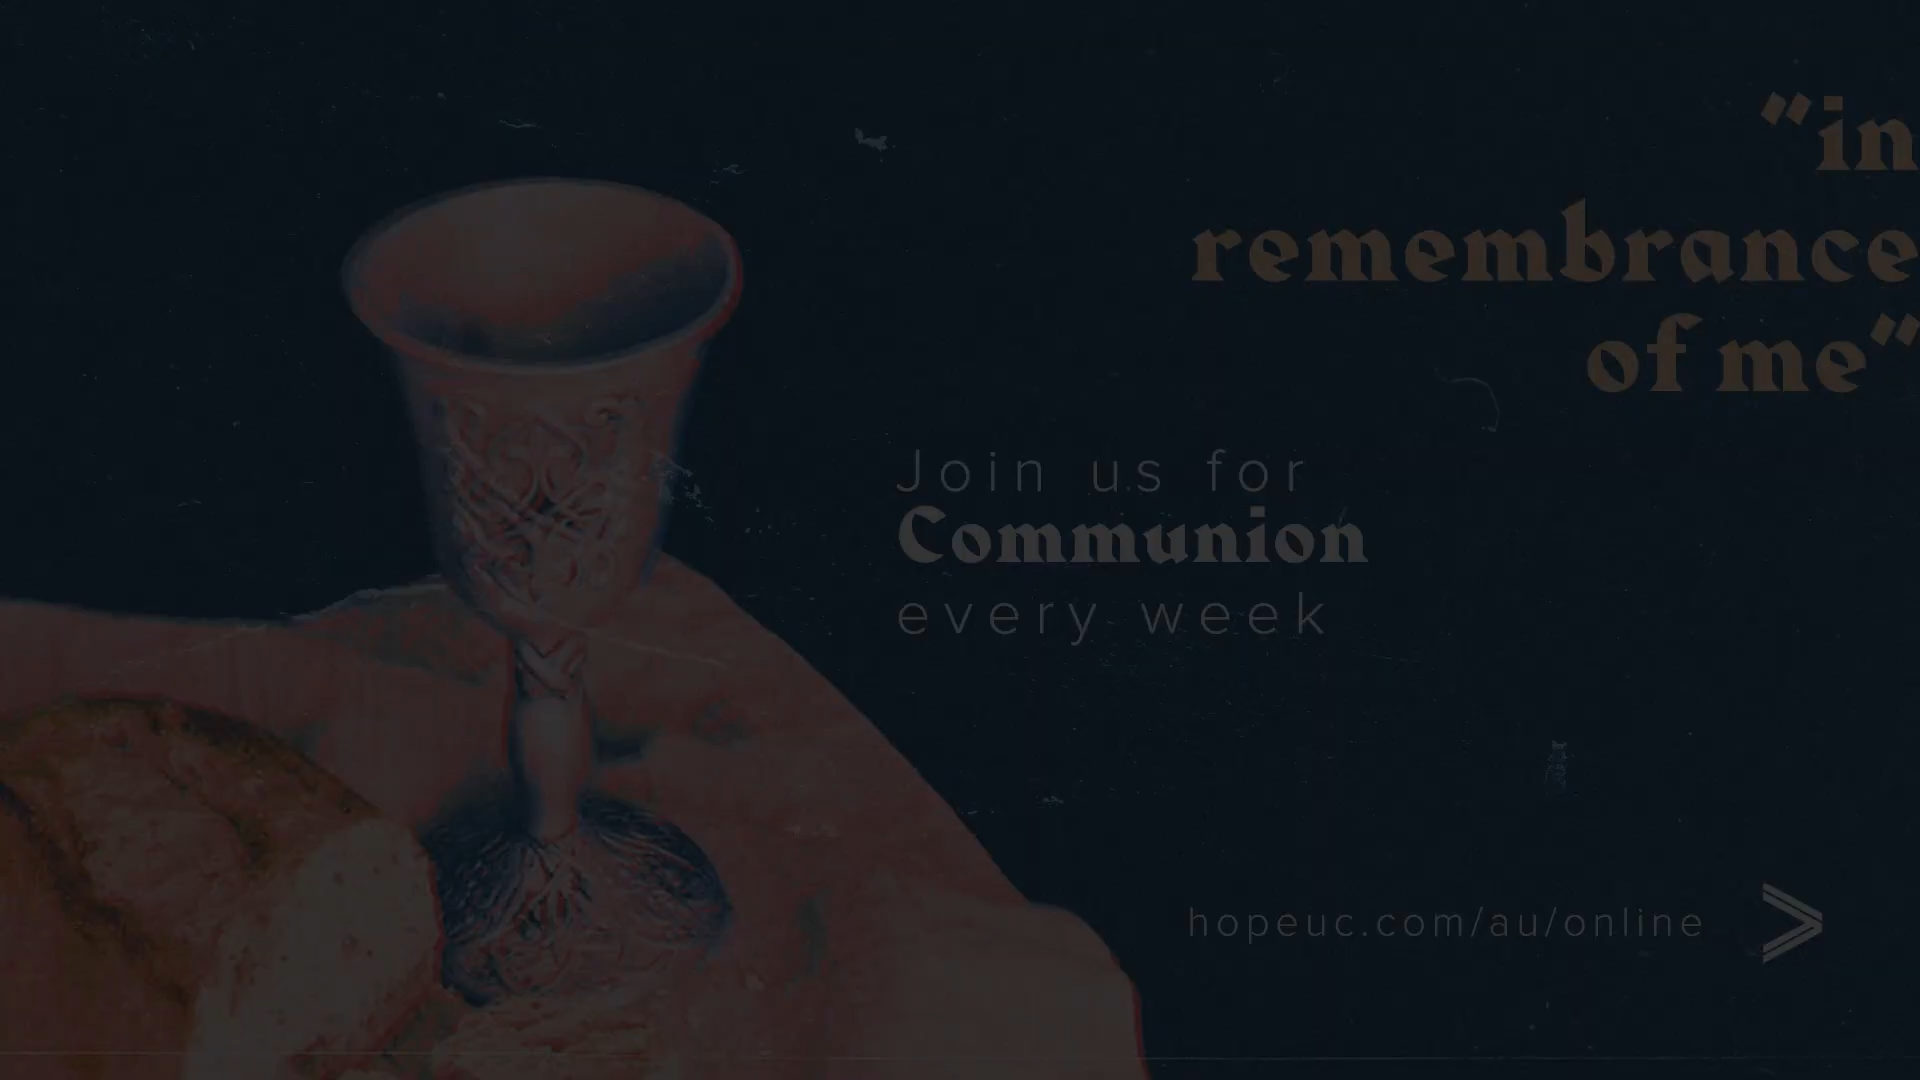 "in
remembrance
of me"
Join us for
Communion
every week
hopeuc.com/au/online